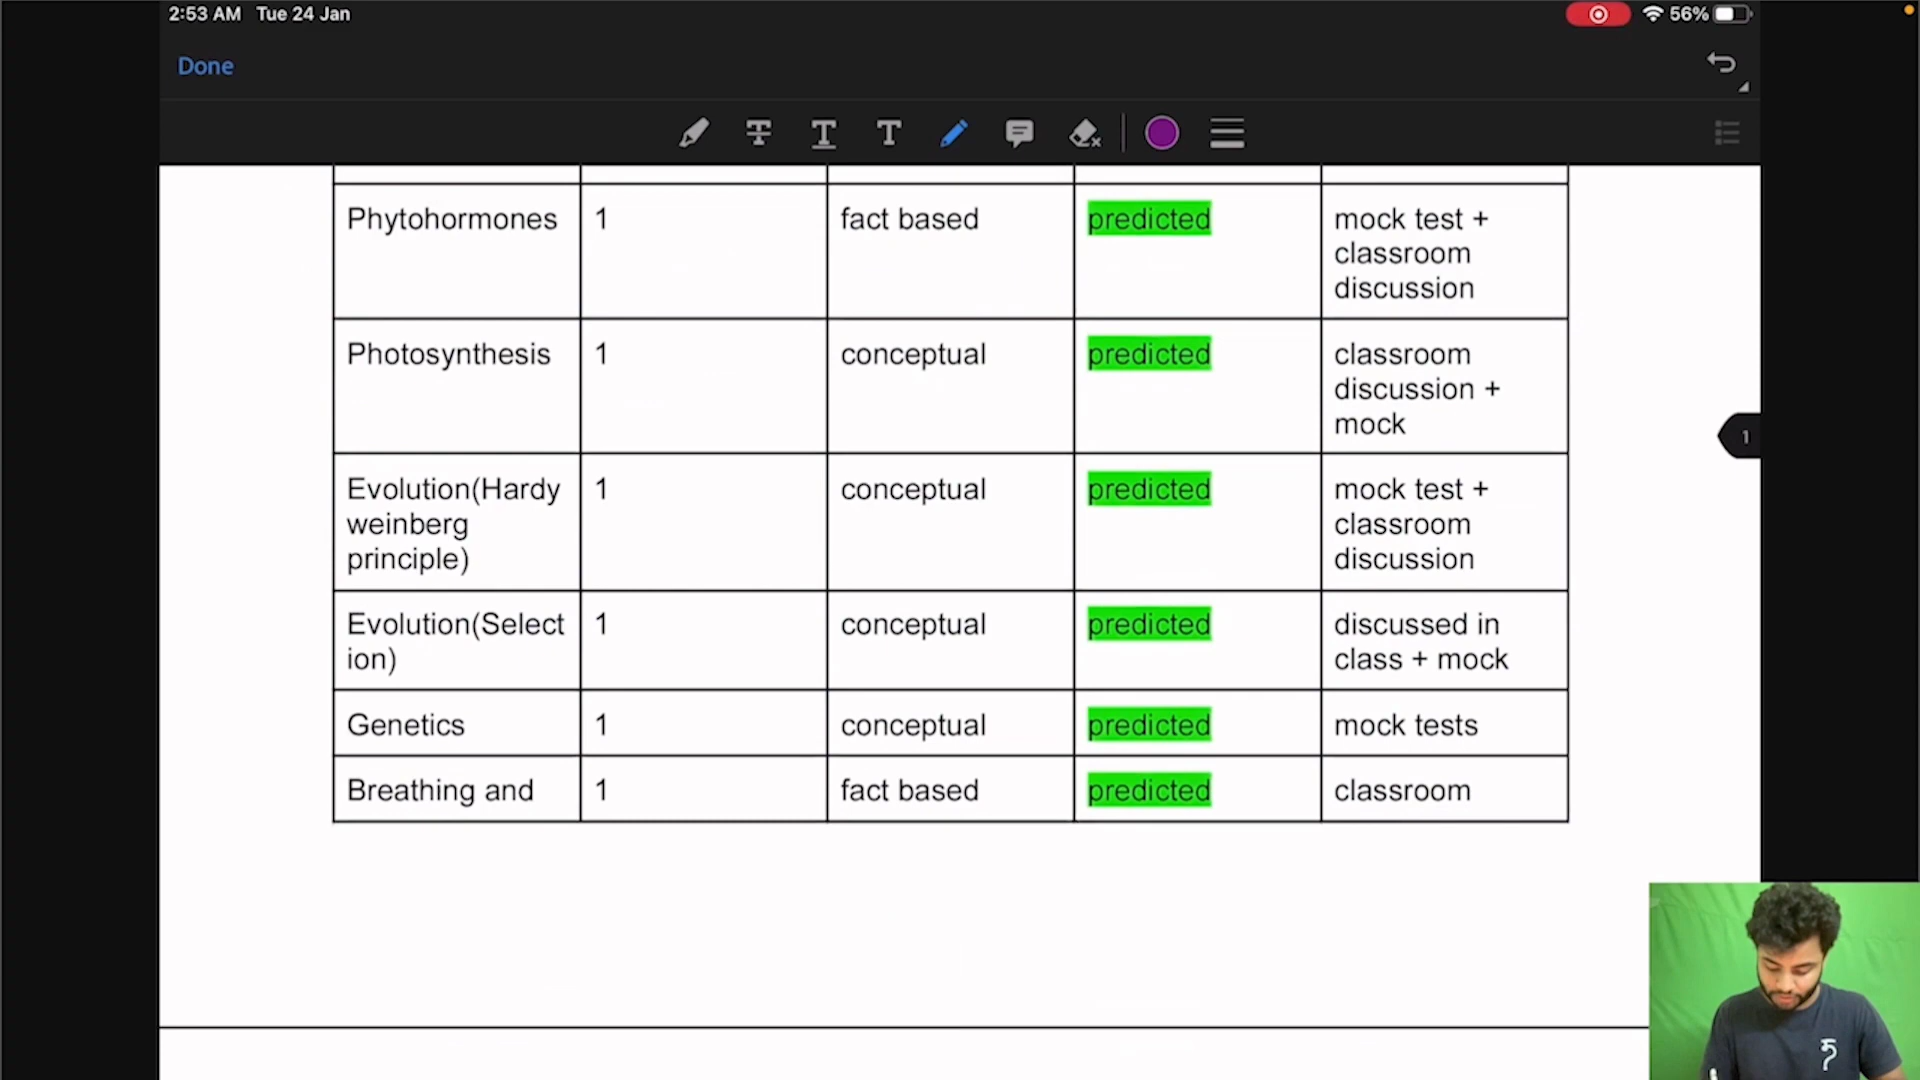 2:53 AM Tue 24 Jan 56%
Done
T T T
Phytohormones 1 fact based predicted mock test +
classroom
discussion
Photosynthesis 1 conceptual predicted classroom
discussion +
mock
1
Evolution(Hardy 1 conceptual predicted mock test +
weinberg classroom
principle) discussion
Evolution(Select 1 conceptual predicted discussed in
ion) class + mock
Genetics 1 conceptual predicted mock tests
Breathing and 1 fact based predicted classroom